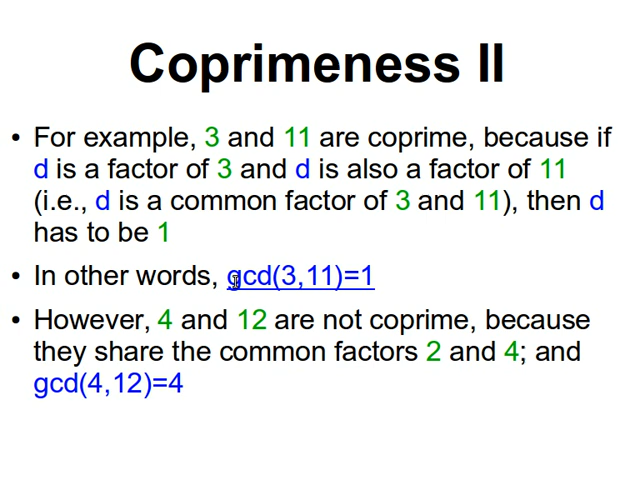 Coprimeness II
• For example, 3 and 11 are coprime, because if
d is a factor of 3 and d is also a factor of 11
(i.e., d is a common factor of 3 and 11), then d
has to be 1
• In other words, gcd(3,11)=1
• However, 4 and 12 are not coprime, because
they share the common factors 2 and 4; and
gcd(4,12)=4